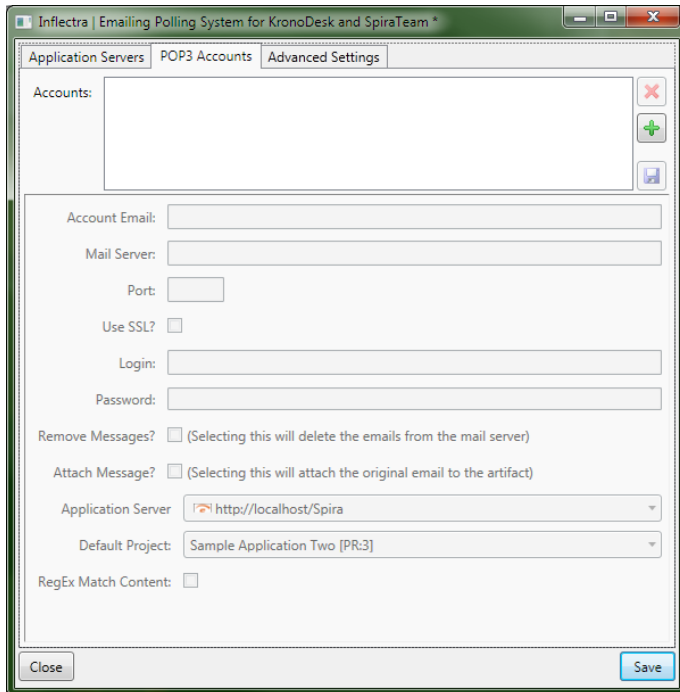 Inflectra | Emailing Polling System for KronoDesk and SpiraTeam *
Application Servers POP3 Accounts Advanced Settings
Accounts:
Account Email:
Mail Server:
Port:
Use SSL?
Login:
Password:
Remove Messages? (Selecting this will delete the emails from the mail server)
Attach Message? (Selecting this will attach the original email to the artifact)
Application Server http://localhost/Spira
Default Project: Sample Application Two [PR:3]
RegEx Match Content:
Close Save